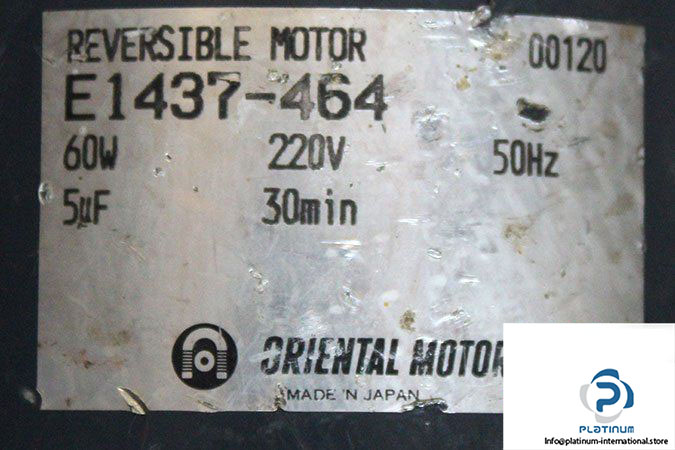 REVERSIBLE MOTOR 00120
E1437-464
60W 220V 50Hz
5µF 30min
ORIENTAL MOTOR
MADE IN JAPAN
PLATINUM
Info@platinum-international.store